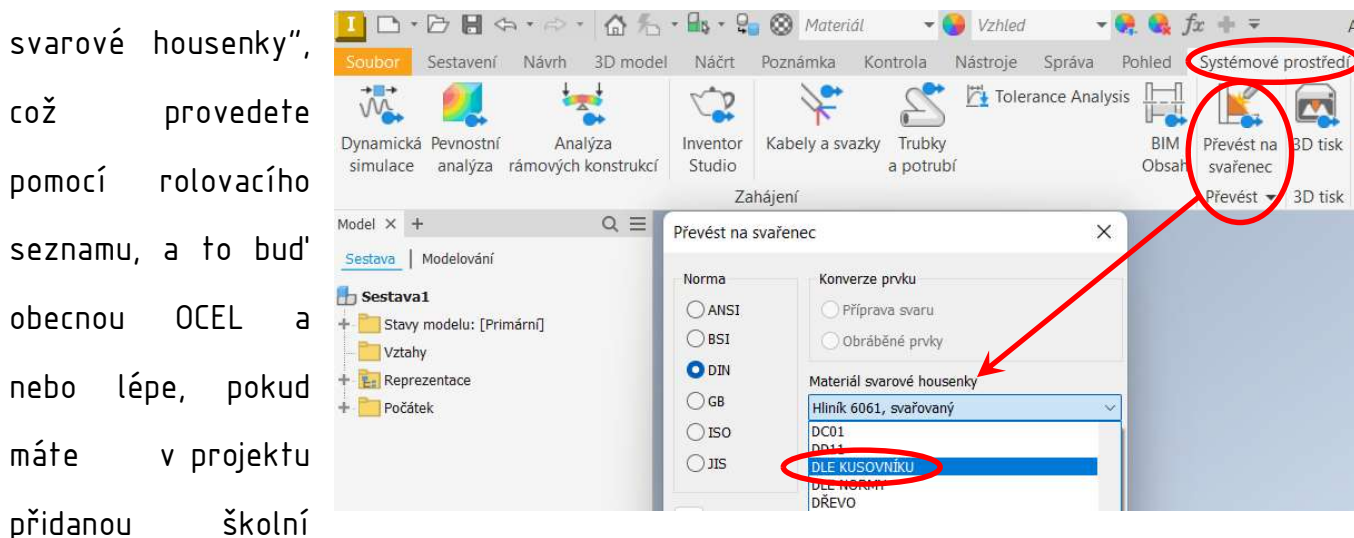 svarové housenky“,
což provedete
pomocí rolovacího
seznamu, a to buď
obecnou OCEL a
nebo lépe, pokud
máte v projektu
přidanou školní
Materiál Vzhled fx
Soubor Sestavení Návrh 3D model Náčrt Poznámka Kontrola Nástroje Správa Pohled Systémové prostředí
Dynamická simulace
Pevnostní analýza
Analýza rámových konstrukcí
Inventor Studio
Kabely a svazky
Trubky a potrubí
Tolerance Analysis
BIM Obsah
Převést na svařenec
3D tisk
Zahájení
Převést
3D tisk
Model × +
Sestava | Modelování
Sestava1
Stavy modelu: [Primární]
Vztahy
Reprezentace
Počátek
Převést na svařenec
Norma
ANSI
BSI
DIN
GB
ISO
JIS
Konverze prvku
Příprava svaru
Obráběné prvky
Materiál svarové housenky
Hliník 6061, svařovaný
DC01
DD11
DLE KUSOVNÍKU
DLE NORMY
DŘEVO